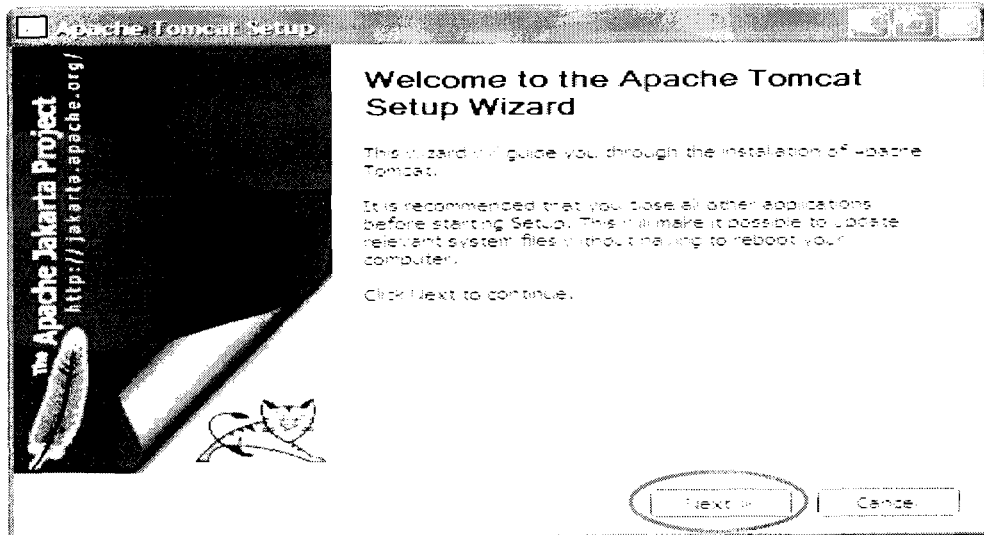 Apache Tomcat Setup
The Apache Jakarta Project
http://jakarta.apache.org/
Welcome to the Apache Tomcat
Setup Wizard
This wizard will guide you through the installation of Apache
Tomcat.
It is recommended that you close all other applications
before starting Setup. This will make it possible to update
relevant system files without having to reboot your
computer.
Click Next to continue.
Next >
Cancel